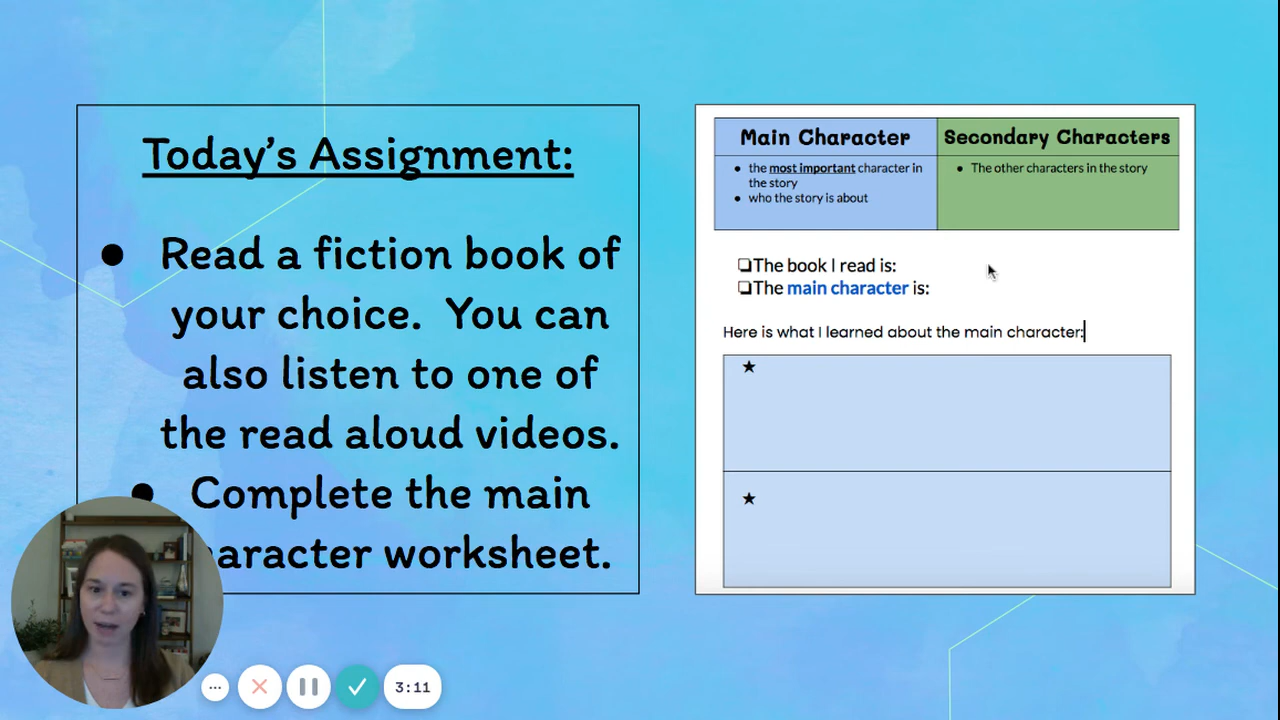 Today's Assignment:
● Read a fiction book of
your choice.  You can
also listen to one of
the read aloud videos.
● Complete the main
aracter worksheet.
Main Character
● the most important character in
the story
● who the story is about
Secondary Characters
● The other characters in the story
❏The book I read is:
❏The main character is:
Here is what I learned about the main character:
★
★
3:11